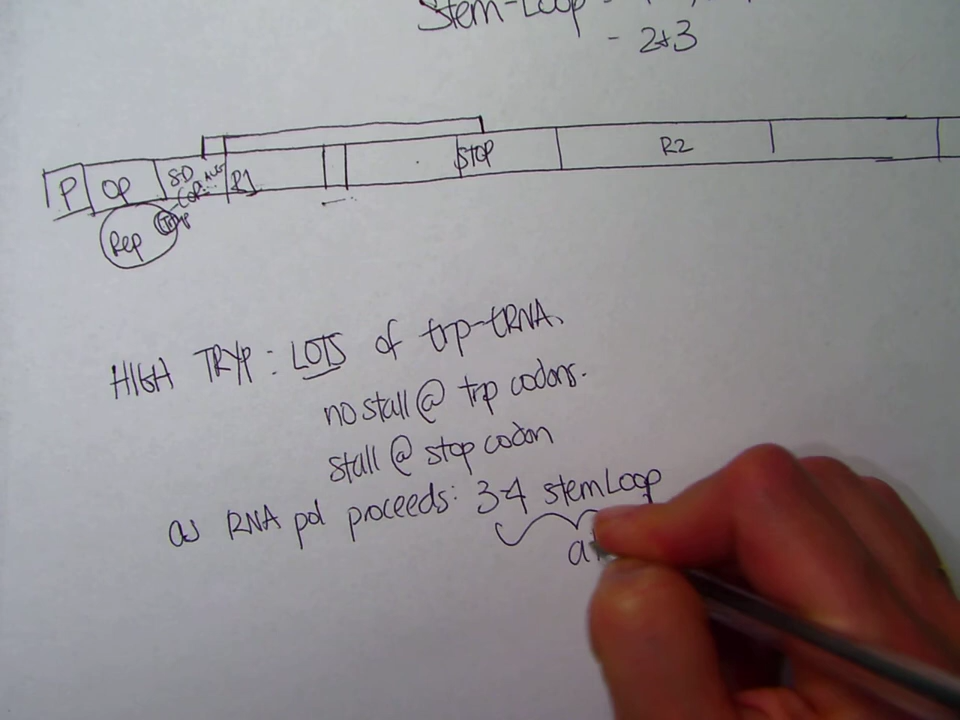 Stem-Loop
- 2+3
P OP S.D. R1 STOP R2
Rep
HIGH TRYP: LOTS of trp-tRNA.
no stall @ trp codons.
stall @ stop codon
as RNA pol proceeds: 3-4 stemLoop